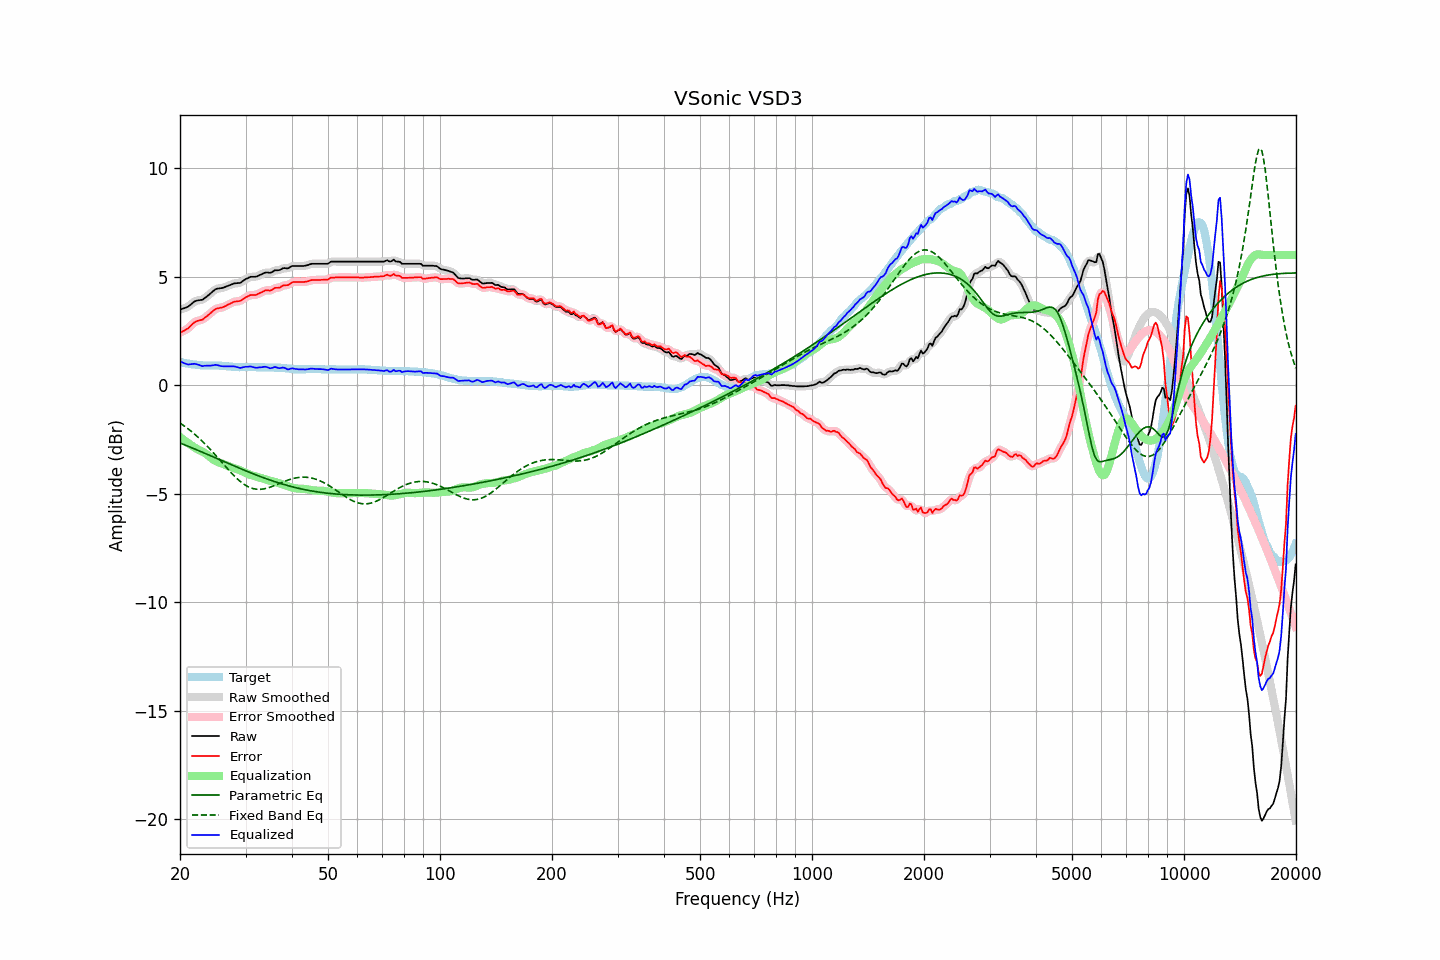 VSonic VSD3
Amplitude (dBr)
10
5
0
−5
−10
−15
−20
Target
Raw Smoothed
Error Smoothed
Raw
Error
Equalization
Parametric Eq
Fixed Band Eq
Equalized
20 50 100 200 500 1000 2000 5000 10000 20000
Frequency (Hz)